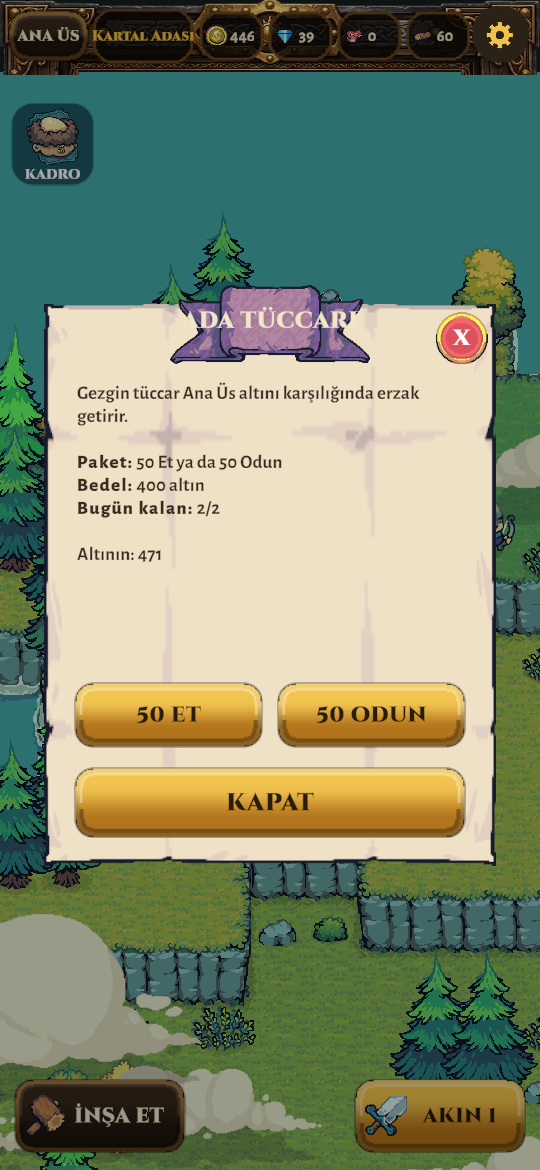 ANA ÜS
KARTAL ADASI
446
39
0
60
KADRO
ADA TÜCCARI
X
Gezgin tüccar Ana Üs altını karşılığında erzak
getirir.
Paket: 50 Et ya da 50 Odun
Bedel: 400 altın
Bugün kalan: 2/2
Altının: 471
50 ET
50 ODUN
KAPAT
İNŞA ET
AKIN 1